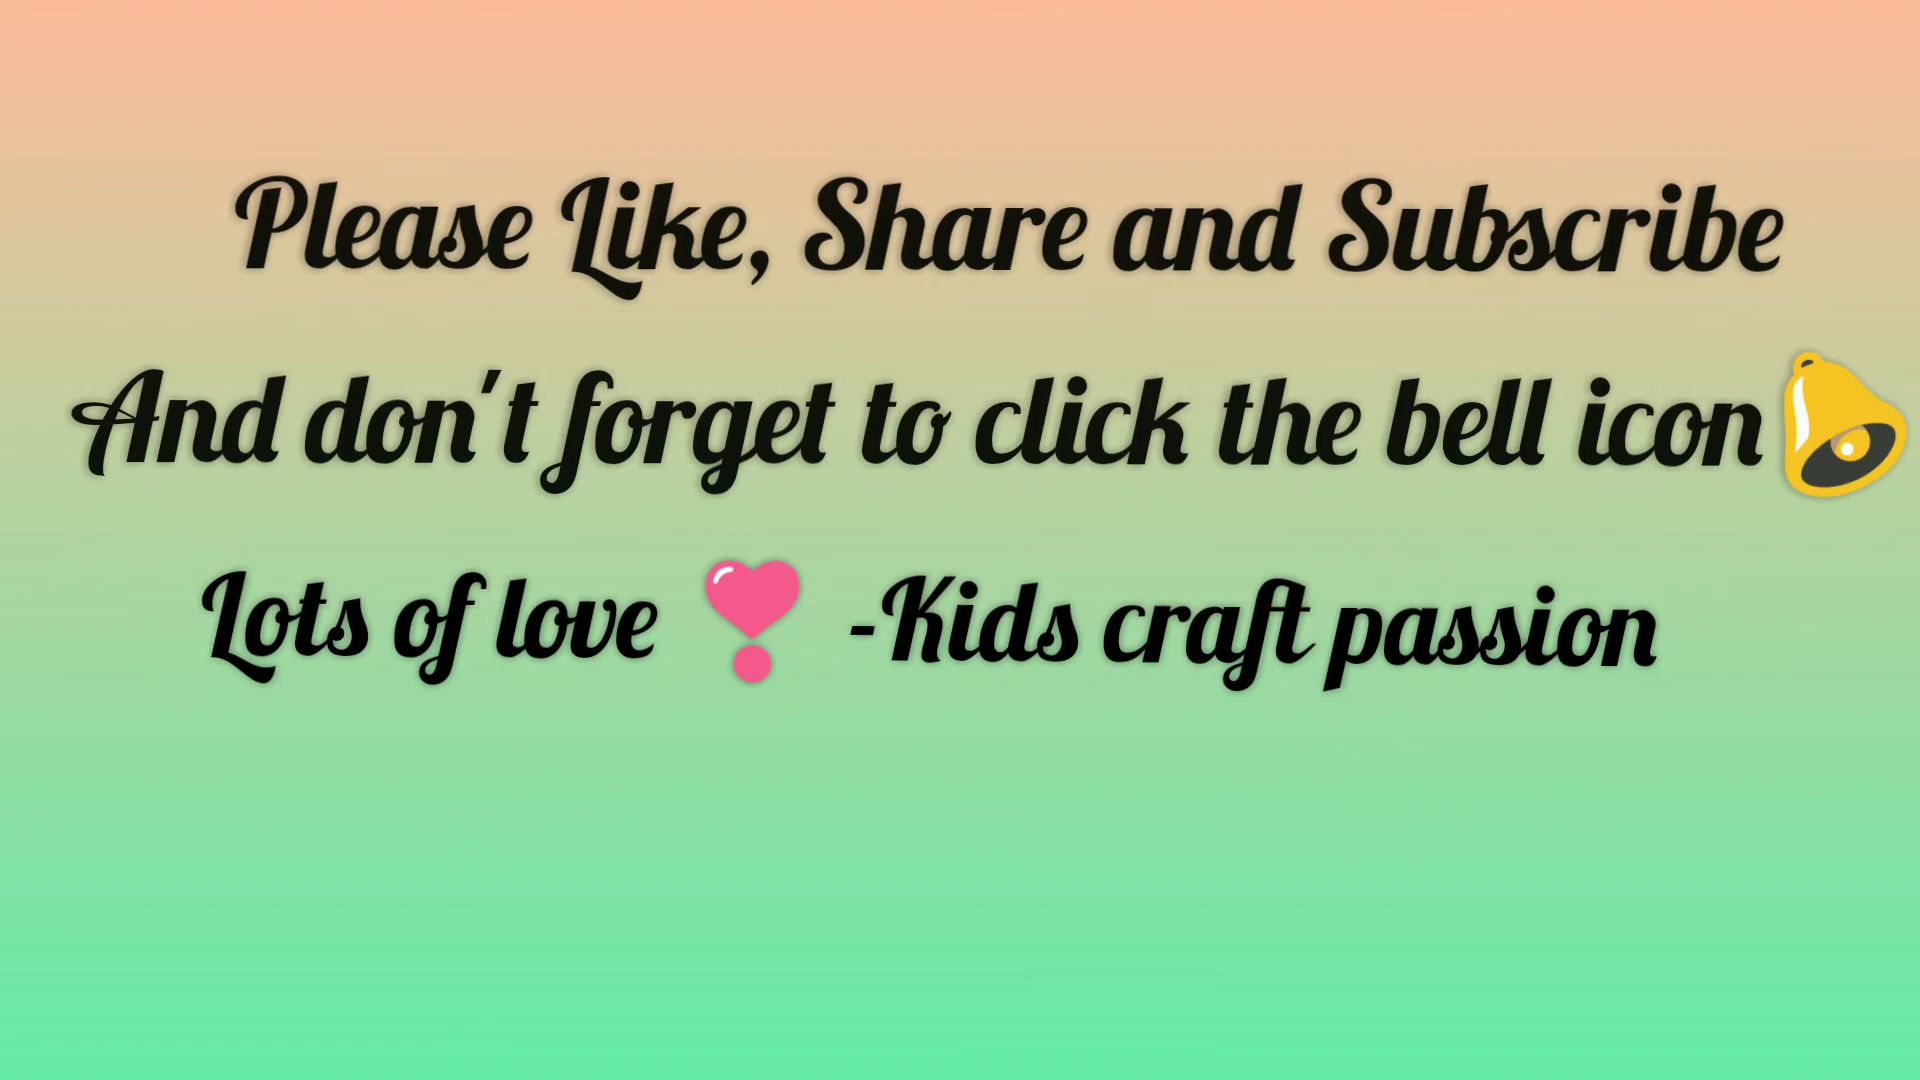 Please Like, Share and Subscribe
And don't forget to click the bell icon🔔
Lots of love ❣ -Kids craft passion